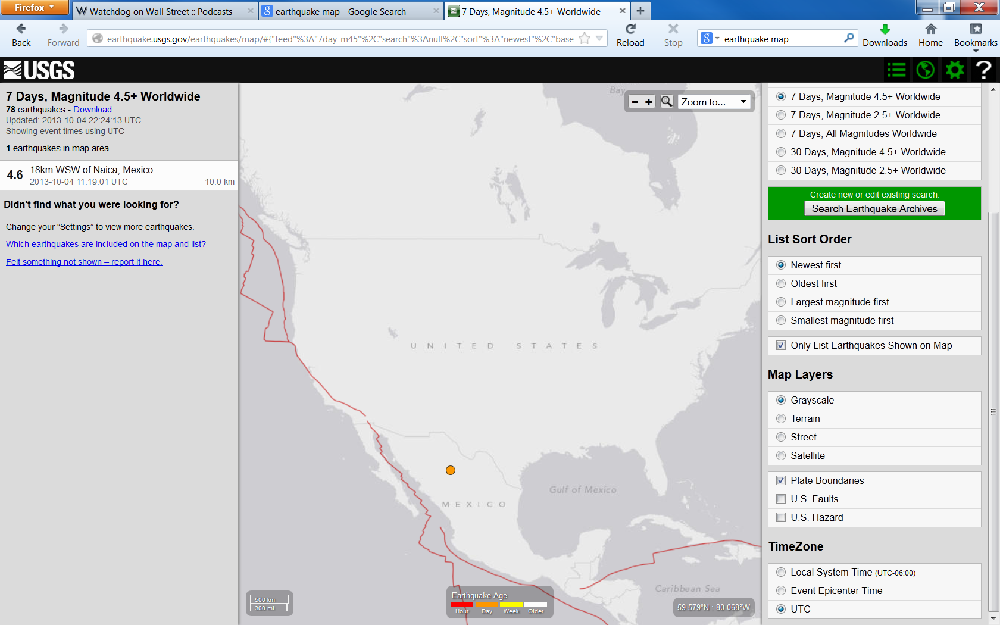 Firefox
Watchdog on Wall Street :: Podcasts
earthquake map - Google Search
7 Days, Magnitude 4.5+ Worldwide
Back
Forward
earthquake.usgs.gov/earthquakes/map/#{"feed"%3A"7day_m45"%2C"search"%3Anull%2C"sort"%3A"newest"%2C"base
Reload
Stop
earthquake map
Downloads
Home
Bookmarks
USGS
?
7 Days, Magnitude 4.5+ Worldwide
78 earthquakes - Download
Updated: 2013-10-04 22:24:13 UTC
Showing event times using UTC
1 earthquakes in map area
4.6
18km WSW of Naica, Mexico
2013-10-04 11:19:01 UTC
10.0 km
Didn't find what you were looking for?
Change your “Settings” to view more earthquakes.
Which earthquakes are included on the map and list?
Felt something not shown – report it here.
Bay
Zoom to...
UNITED STATES
MEXICO
Gulf of Mexico
Caribbean Sea
500 km
300 mi
Earthquake Age
Hour Day Week Older
59.579°N : 80.068°W
7 Days, Magnitude 4.5+ Worldwide
7 Days, Magnitude 2.5+ Worldwide
7 Days, All Magnitudes Worldwide
30 Days, Magnitude 4.5+ Worldwide
30 Days, Magnitude 2.5+ Worldwide
Create new or edit existing search.
Search Earthquake Archives
List Sort Order
Newest first
Oldest first
Largest magnitude first
Smallest magnitude first
Only List Earthquakes Shown on Map
Map Layers
Grayscale
Terrain
Street
Satellite
Plate Boundaries
U.S. Faults
U.S. Hazard
TimeZone
Local System Time (UTC-06:00)
Event Epicenter Time
UTC